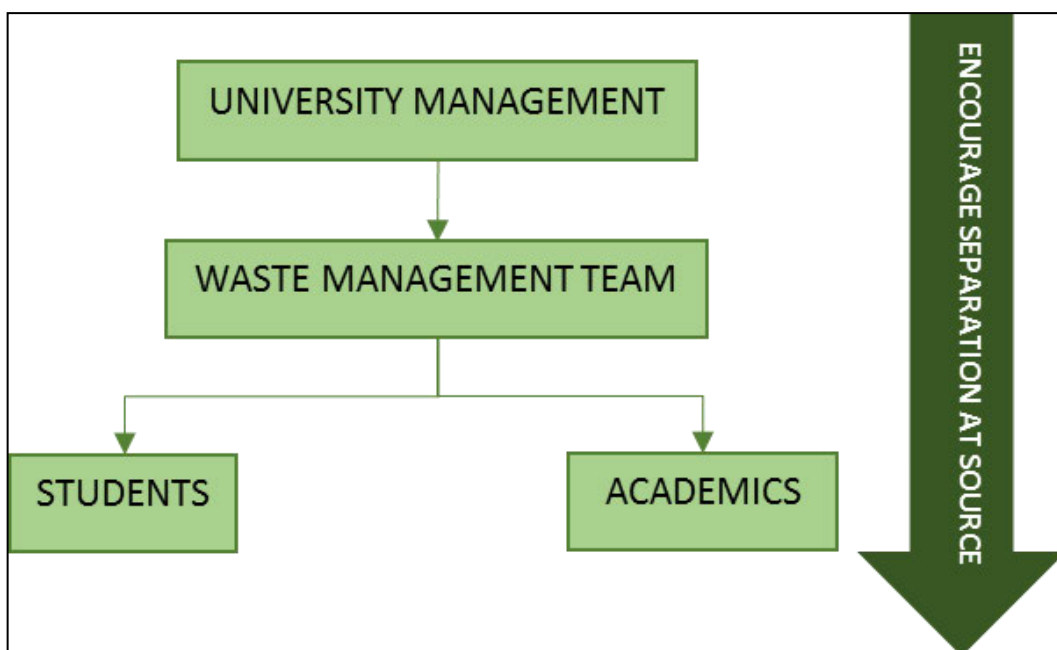 UNIVERSITY MANAGEMENT
WASTE MANAGEMENT TEAM
STUDENTS
ACADEMICS
ENCOURAGE SEPARATION AT SOURCE